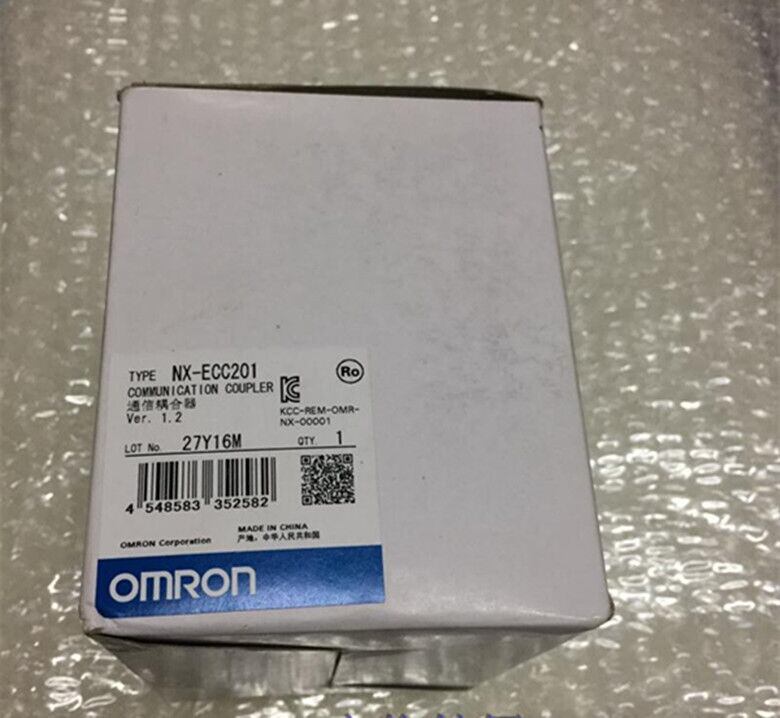 TYPE NX-ECC201
COMMUNICATION COUPLER
通信耦合器
Ver. 1.2
KC
KCC-REM-OMR-
NX-00001
Ro
LOT No. 27Y16M
QTY. 1
4 548583 352582
MADE IN CHINA
产地:中华人民共和国
OMRON Corporation
OMRON